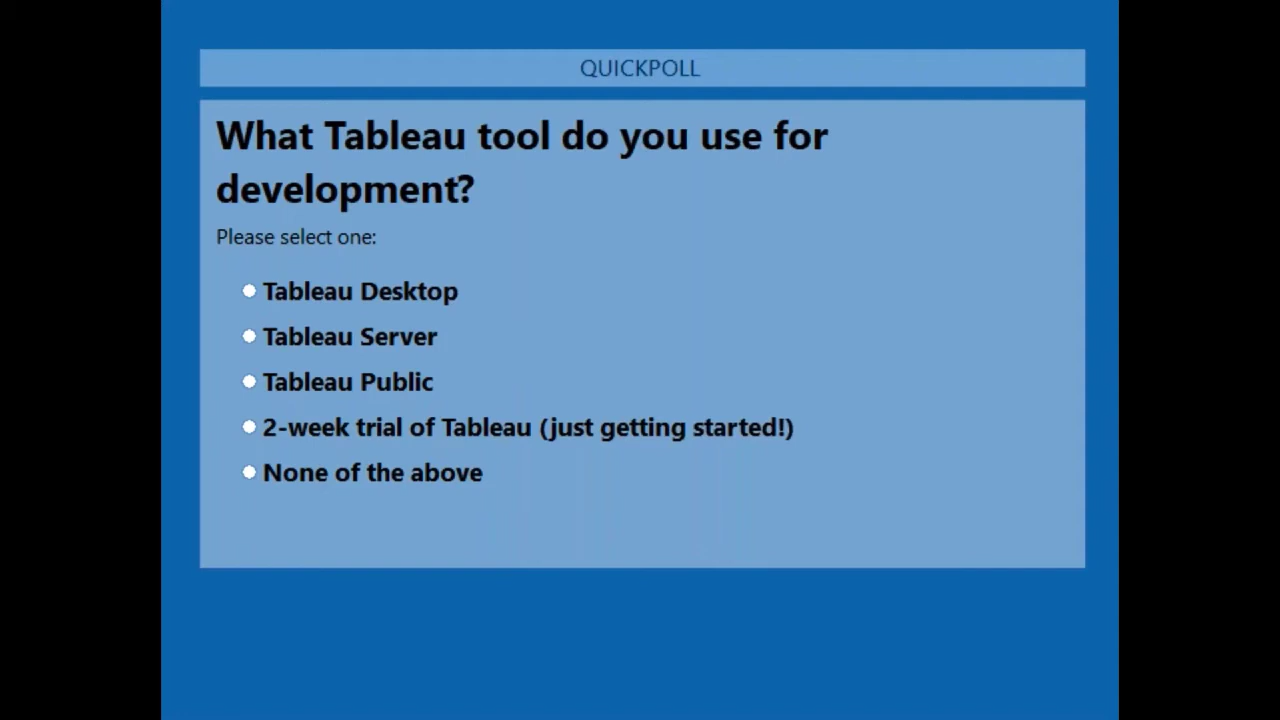 QUICKPOLL
What Tableau tool do you use for
development?
Please select one:
Tableau Desktop
Tableau Server
Tableau Public
2-week trial of Tableau (just getting started!)
None of the above